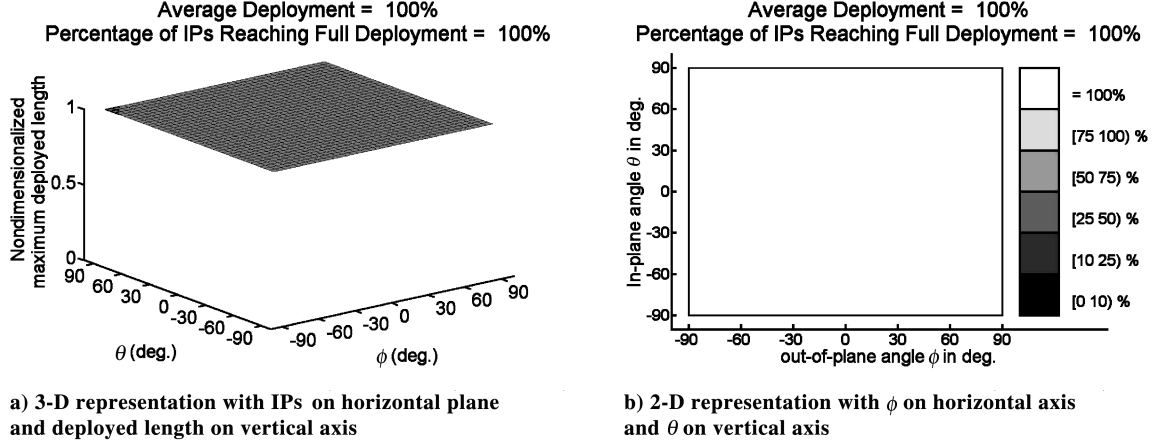 Average Deployment = 100%
Percentage of IPs Reaching Full Deployment = 100%
Nondimensionalized
maximum deployed length
1
0.5
0
90
60
30
0
-30
-60
-90
θ (deg.)
-90
-60
-30
0
30
60
90
ϕ (deg.)
a) 3-D representation with IPs on horizontal plane
and deployed length on vertical axis
Average Deployment = 100%
Percentage of IPs Reaching Full Deployment = 100%
In-plane angle θ in deg.
90
60
30
0
-30
-60
-90
-90
-60
-30
0
30
60
90
out-of-plane angle ϕ in deg.
= 100%
[75 100) %
[50 75) %
[25 50) %
[10 25) %
[0 10) %
b) 2-D representation with ϕ on horizontal axis
and θ on vertical axis